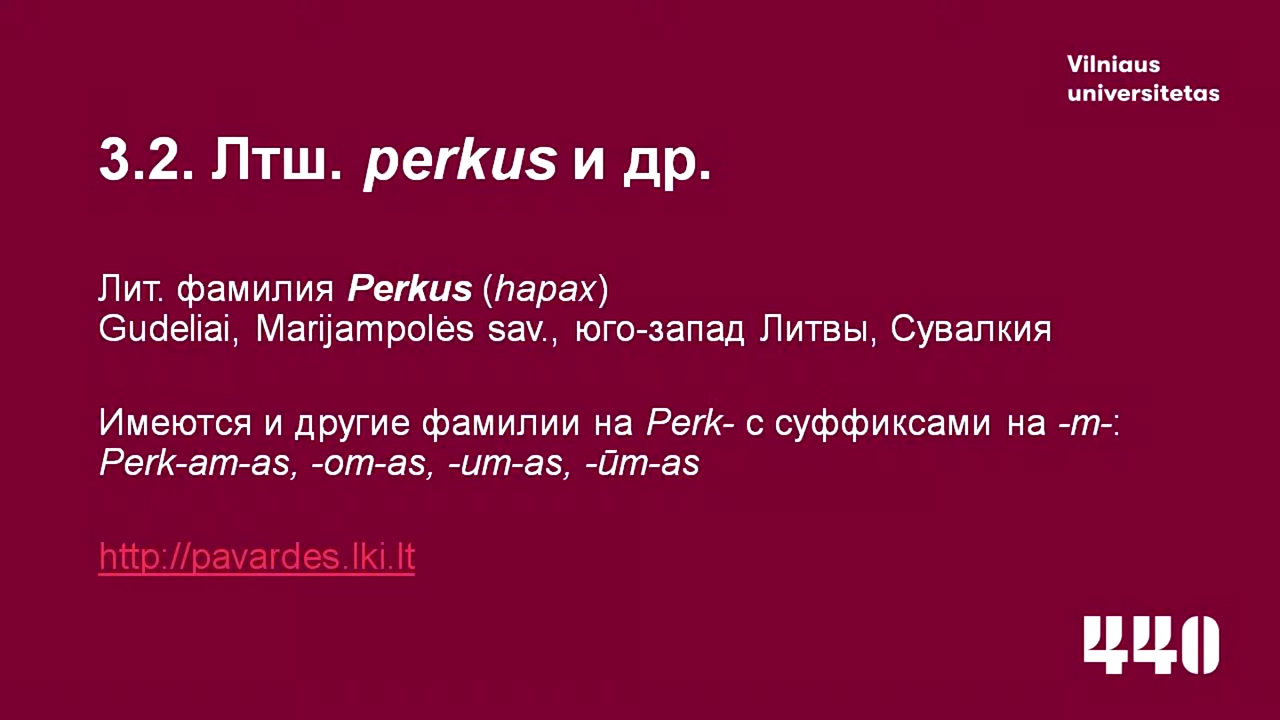 Vilniaus
universitetas
3.2. Лтш. perkus и др.
Лит. фамилия Perkus (hapax)
Gudeliai, Marijampolės sav., юго-запад Литвы, Сувалкия
Имеются и другие фамилии на Perk- с суффиксами на -m-:
Perk-am-as, -om-as, -um-as, -ūm-as
http://pavardes.lki.lt
440